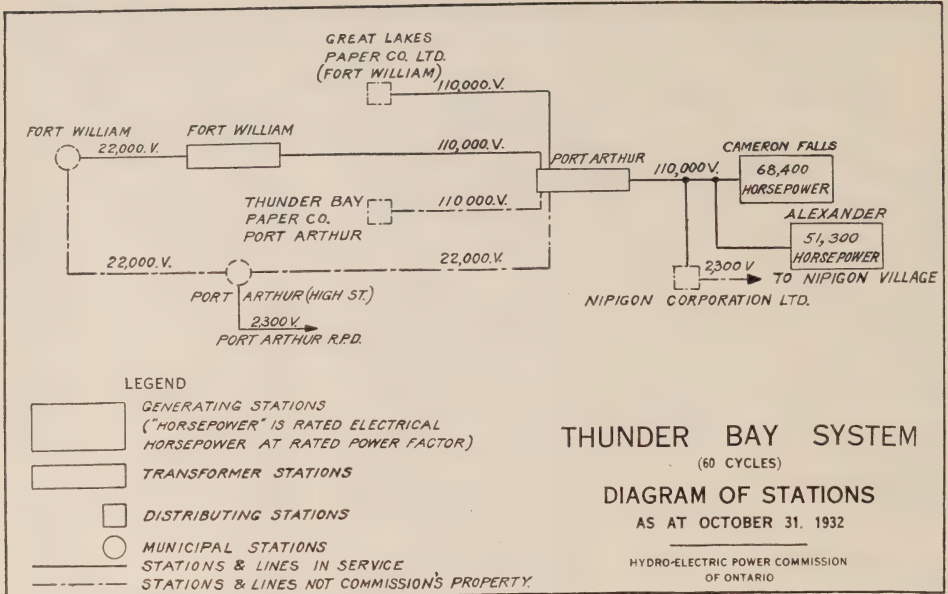 GREAT LAKES
PAPER CO. LTD.
(FORT WILLIAM)
110,000.V.
FORT WILLIAM
22,000.V.
FORT WILLIAM
110,000.V.
PORT ARTHUR
110,000V.
CAMERON FALLS
68,400
HORSEPOWER
THUNDER BAY
PAPER CO.
PORT ARTHUR
110 000.V.
ALEXANDER
51,300
HORSEPOWER
22,000.V.
22,000.V.
2,300 V
TO NIPIGON VILLAGE
NIPIGON CORPORATION LTD.
PORT ARTHUR (HIGH ST.)
2,300 V.
PORT ARTHUR R.P.D.
LEGEND
GENERATING STATIONS
("HORSEPOWER" IS RATED ELECTRICAL
HORSEPOWER AT RATED POWER FACTOR)
TRANSFORMER STATIONS
DISTRIBUTING STATIONS
MUNICIPAL STATIONS
STATIONS & LINES IN SERVICE
STATIONS & LINES NOT COMMISSION'S PROPERTY.
THUNDER BAY SYSTEM
(60 CYCLES)
DIAGRAM OF STATIONS
AS AT OCTOBER 31. 1932
HYDRO-ELECTRIC POWER COMMISSION
OF ONTARIO